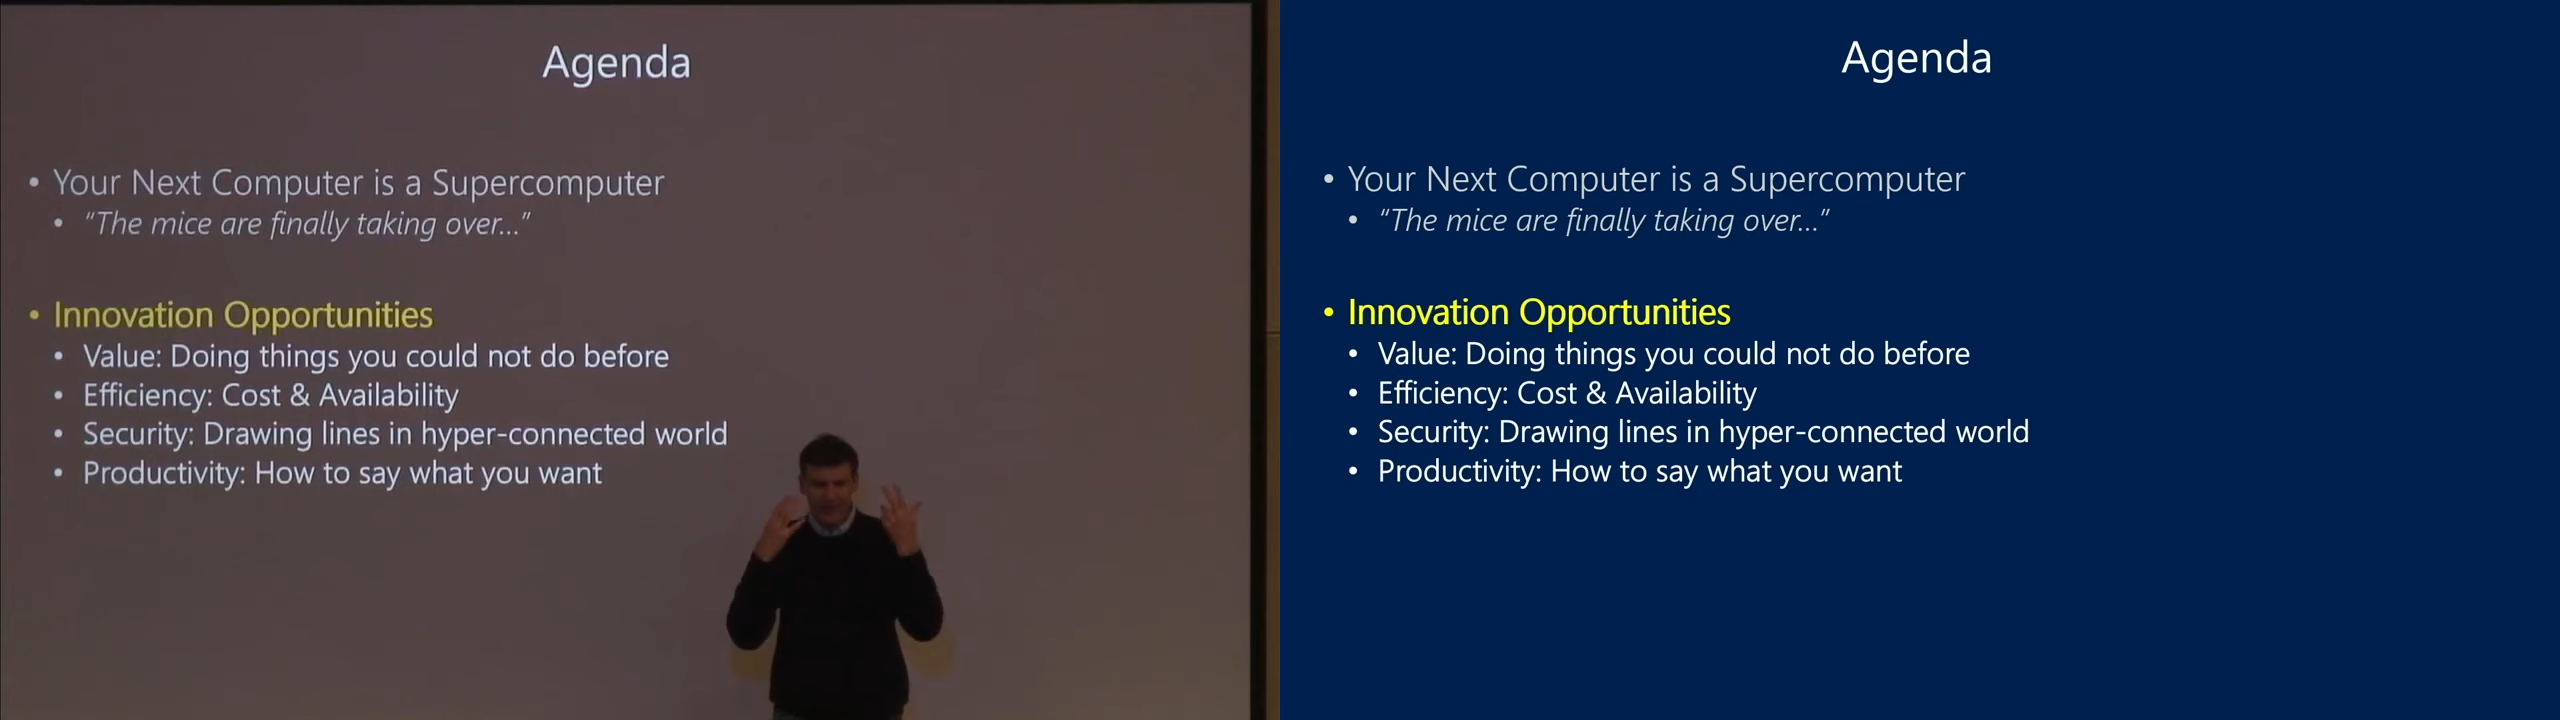 Agenda
• Your Next Computer is a Supercomputer
• “The mice are finally taking over...”
• Innovation Opportunities
• Value: Doing things you could not do before
• Efficiency: Cost & Availability
• Security: Drawing lines in hyper-connected world
• Productivity: How to say what you want
Agenda
• Your Next Computer is a Supercomputer
• “The mice are finally taking over...”
• Innovation Opportunities
• Value: Doing things you could not do before
• Efficiency: Cost & Availability
• Security: Drawing lines in hyper-connected world
• Productivity: How to say what you want